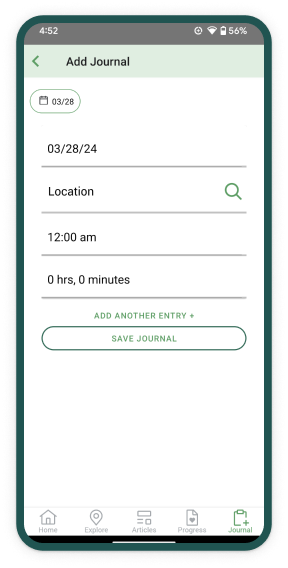 4:52 56%
Add Journal
03/28
03/28/24
Location
12:00 am
0 hrs, 0 minutes
ADD ANOTHER ENTRY +
SAVE JOURNAL
Home Explore Articles Progress Journal